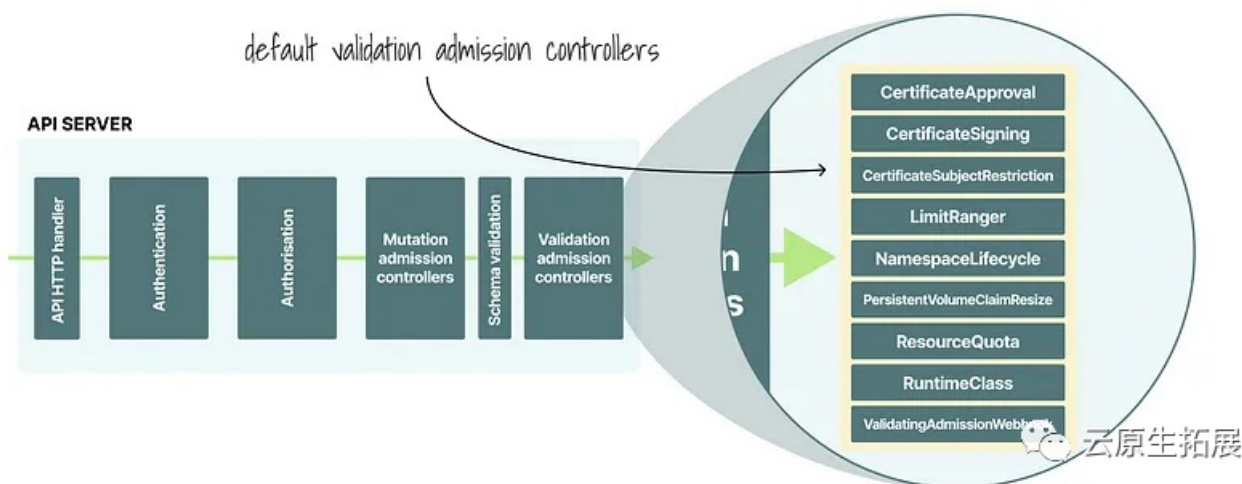 default validation admission controllers
API SERVER
API HTTP handler
Authentication
Authorisation
Mutation
admission
controllers
Schema validation
Validation
admission
controllers
n
s
CertificateApproval
CertificateSigning
CertificateSubjectRestriction
LimitRanger
NamespaceLifecycle
PersistentVolumeClaimResize
ResourceQuota
RuntimeClass
ValidatingAdmissionWebhook
云原生拓展